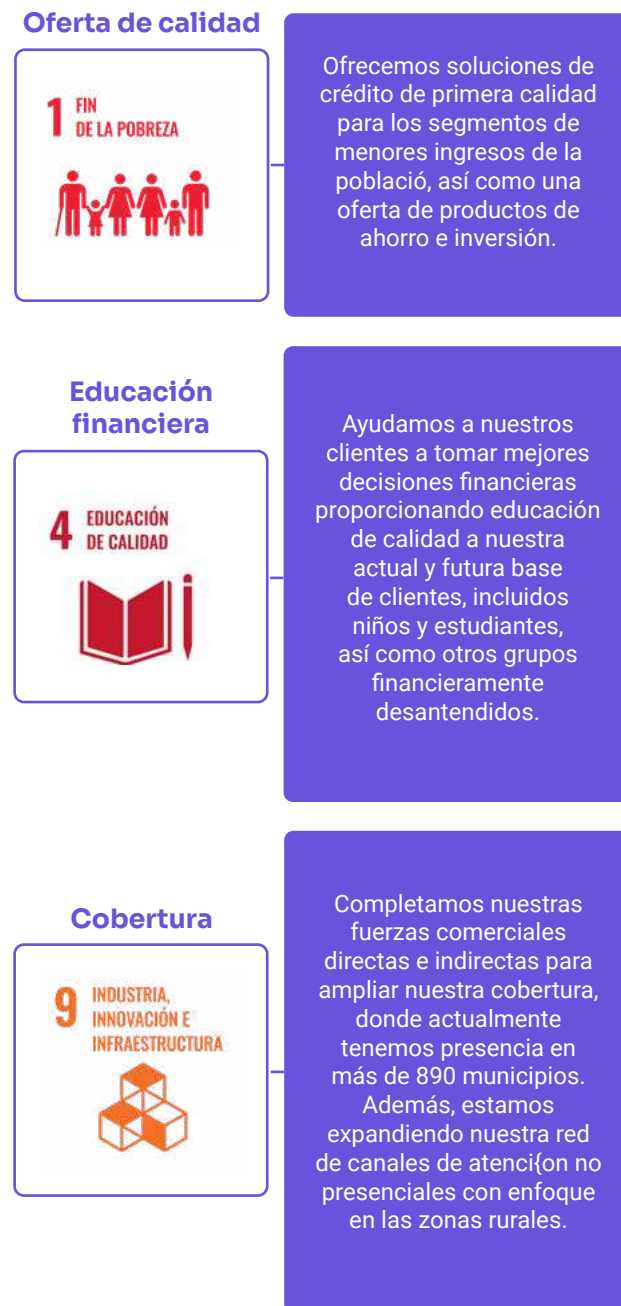 Oferta de calidad
1 FIN
DE LA POBREZA
Ofrecemos soluciones de
crédito de primera calidad
para los segmentos de
menores ingresos de la
població, así como una
oferta de productos de
ahorro e inversión.
Educación
financiera
4 EDUCACIÓN
DE CALIDAD
Ayudamos a nuestros
clientes a tomar mejores
decisiones financieras
proporcionando educación
de calidad a nuestra
actual y futura base
de clientes, incluidos
niños y estudiantes,
así como otros grupos
financieramente
desantendidos.
Cobertura
9 INDUSTRIA,
INNOVACIÓN E
INFRAESTRUCTURA
Completamos nuestras
fuerzas comerciales
directas e indirectas para
ampliar nuestra cobertura,
donde actualmente
tenemos presencia en
más de 890 municipios.
Además, estamos
expandiendo nuestra red
de canales de atenci{on no
presenciales con enfoque
en las zonas rurales.